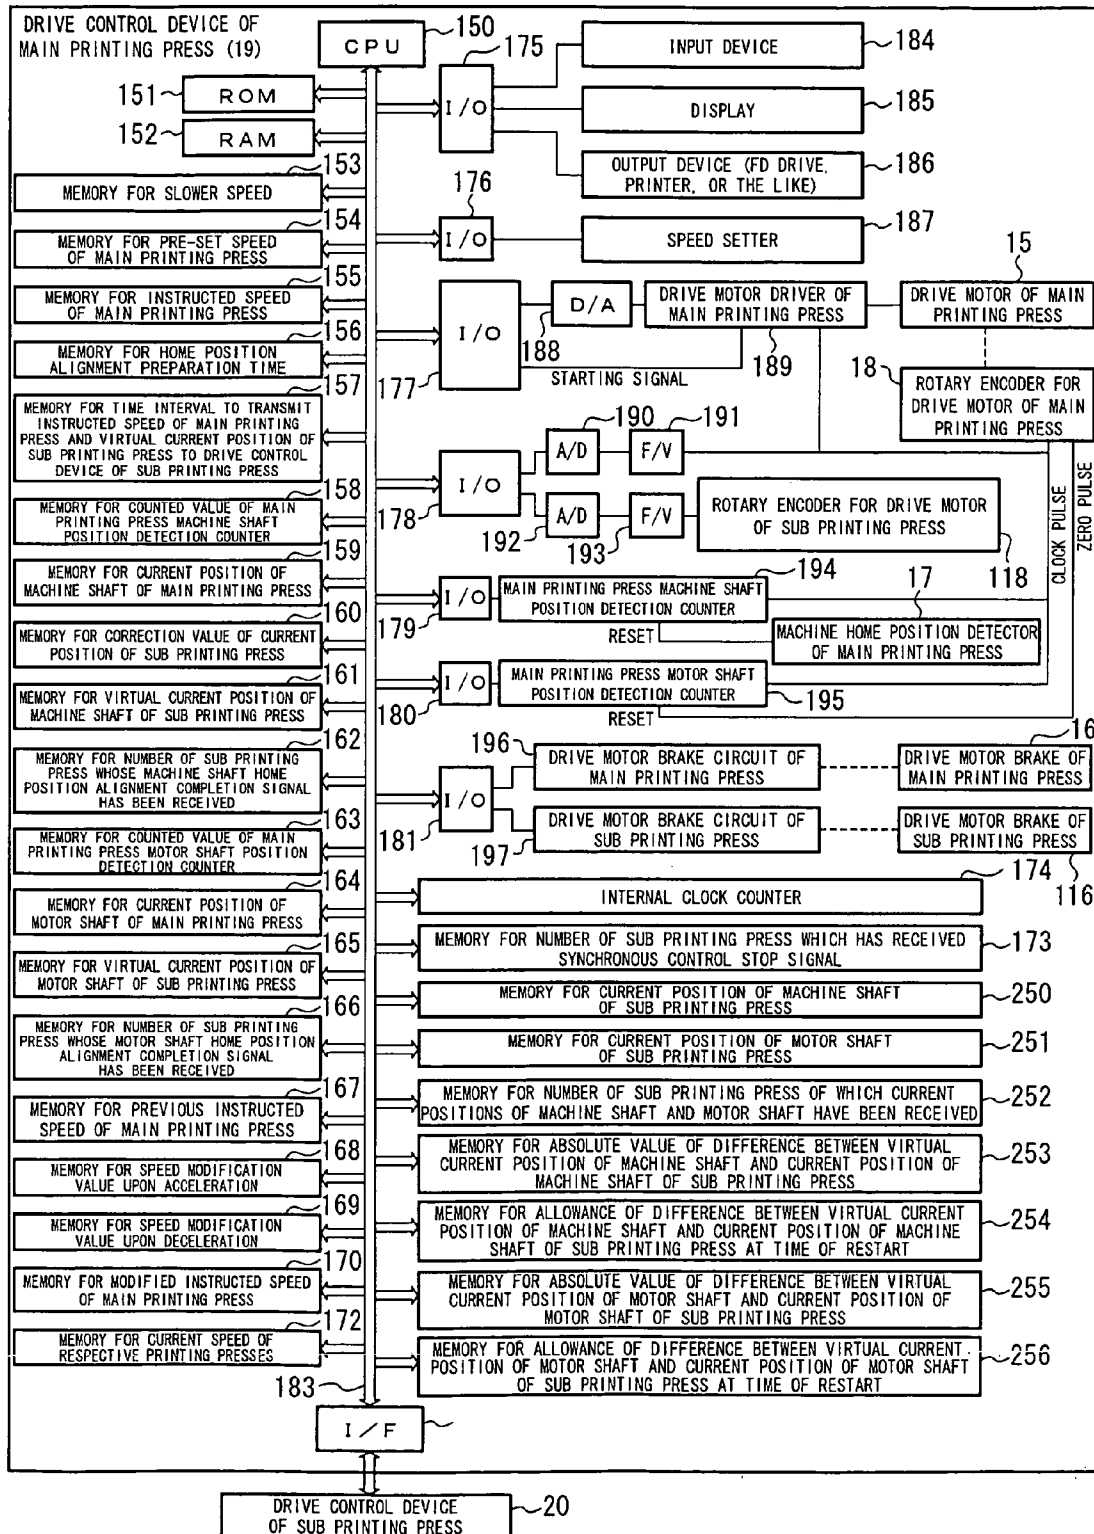 DRIVE CONTROL DEVICE OF
MAIN PRINTING PRESS (19)
CPU
150
151
ROM
152
RAM
153
MEMORY FOR SLOWER SPEED
154
MEMORY FOR PRE-SET SPEED
OF MAIN PRINTING PRESS
155
MEMORY FOR INSTRUCTED SPEED
OF MAIN PRINTING PRESS
156
MEMORY FOR HOME POSITION
ALIGNMENT PREPARATION TIME
157
MEMORY FOR TIME INTERVAL TO TRANSMIT
INSTRUCTED SPEED OF MAIN PRINTING
PRESS AND VIRTUAL CURRENT POSITION OF
SUB PRINTING PRESS TO DRIVE CONTROL
DEVICE OF SUB PRINTING PRESS
158
MEMORY FOR COUNTED VALUE OF MAIN
PRINTING PRESS MACHINE SHAFT
POSITION DETECTION COUNTER
159
MEMORY FOR CURRENT POSITION OF
MACHINE SHAFT OF MAIN PRINTING PRESS
160
MEMORY FOR CORRECTION VALUE OF CURRENT
POSITION OF SUB PRINTING PRESS
161
MEMORY FOR VIRTUAL CURRENT POSITION OF
MACHINE SHAFT OF SUB PRINTING PRESS
162
MEMORY FOR NUMBER OF SUB PRINTING
PRESS WHOSE MACHINE SHAFT HOME
POSITION ALIGNMENT COMPLETION SIGNAL
HAS BEEN RECEIVED
163
MEMORY FOR COUNTED VALUE OF MAIN
PRINTING PRESS MOTOR SHAFT POSITION
DETECTION COUNTER
164
MEMORY FOR CURRENT POSITION OF
MOTOR SHAFT OF MAIN PRINTING PRESS
165
MEMORY FOR VIRTUAL CURRENT POSITION OF
MOTOR SHAFT OF SUB PRINTING PRESS
166
MEMORY FOR NUMBER OF SUB PRINTING
PRESS WHOSE MOTOR SHAFT HOME POSITION
ALIGNMENT COMPLETION SIGNAL
HAS BEEN RECEIVED
167
MEMORY FOR PREVIOUS INSTRUCTED
SPEED OF MAIN PRINTING PRESS
168
MEMORY FOR SPEED MODIFICATION
VALUE UPON ACCELERATION
169
MEMORY FOR SPEED MODIFICATION
VALUE UPON DECELERATION
170
MEMORY FOR MODIFIED INSTRUCTED SPEED
OF MAIN PRINTING PRESS
172
MEMORY FOR CURRENT SPEED OF
RESPECTIVE PRINTING PRESSES
183
I/F
175
I/O
INPUT DEVICE
184
DISPLAY
185
OUTPUT DEVICE (FD DRIVE,
PRINTER, OR THE LIKE)
186
176
I/O
SPEED SETTER
187
I/O
177
D/A
188
DRIVE MOTOR DRIVER OF
MAIN PRINTING PRESS
189
STARTING SIGNAL
15
DRIVE MOTOR OF MAIN
PRINTING PRESS
18
ROTARY ENCODER FOR
DRIVE MOTOR OF MAIN
PRINTING PRESS
CLOCK PULSE
ZERO PULSE
I/O
178
190
A/D
191
F/V
A/D
192
F/V
193
ROTARY ENCODER FOR DRIVE MOTOR
OF SUB PRINTING PRESS
118
I/O
179
MAIN PRINTING PRESS MACHINE SHAFT
POSITION DETECTION COUNTER
194
RESET
17
MACHINE HOME POSITION DETECTOR
OF MAIN PRINTING PRESS
I/O
180
MAIN PRINTING PRESS MOTOR SHAFT
POSITION DETECTION COUNTER
195
RESET
I/O
181
196
DRIVE MOTOR BRAKE CIRCUIT OF
MAIN PRINTING PRESS
16
DRIVE MOTOR BRAKE OF
MAIN PRINTING PRESS
DRIVE MOTOR BRAKE CIRCUIT OF
SUB PRINTING PRESS
197
DRIVE MOTOR BRAKE OF
SUB PRINTING PRESS
116
174
INTERNAL CLOCK COUNTER
MEMORY FOR NUMBER OF SUB PRINTING PRESS WHICH HAS RECEIVED
SYNCHRONOUS CONTROL STOP SIGNAL
173
MEMORY FOR CURRENT POSITION OF MACHINE SHAFT
OF SUB PRINTING PRESS
250
MEMORY FOR CURRENT POSITION OF MOTOR SHAFT
OF SUB PRINTING PRESS
251
MEMORY FOR NUMBER OF SUB PRINTING PRESS OF WHICH CURRENT
POSITIONS OF MACHINE SHAFT AND MOTOR SHAFT HAVE BEEN RECEIVED
252
MEMORY FOR ABSOLUTE VALUE OF DIFFERENCE BETWEEN VIRTUAL
CURRENT POSITION OF MACHINE SHAFT AND CURRENT POSITION OF
MACHINE SHAFT OF SUB PRINTING PRESS
253
MEMORY FOR ALLOWANCE OF DIFFERENCE BETWEEN VIRTUAL CURRENT
POSITION OF MACHINE SHAFT AND CURRENT POSITION OF MACHINE
SHAFT OF SUB PRINTING PRESS AT TIME OF RESTART
254
MEMORY FOR ABSOLUTE VALUE OF DIFFERENCE BETWEEN VIRTUAL
CURRENT POSITION OF MOTOR SHAFT AND CURRENT POSITION OF
MOTOR SHAFT OF SUB PRINTING PRESS
255
MEMORY FOR ALLOWANCE OF DIFFERENCE BETWEEN VIRTUAL CURRENT
POSITION OF MOTOR SHAFT AND CURRENT POSITION OF MOTOR SHAFT
OF SUB PRINTING PRESS AT TIME OF RESTART
256
DRIVE CONTROL DEVICE
OF SUB PRINTING PRESS
20